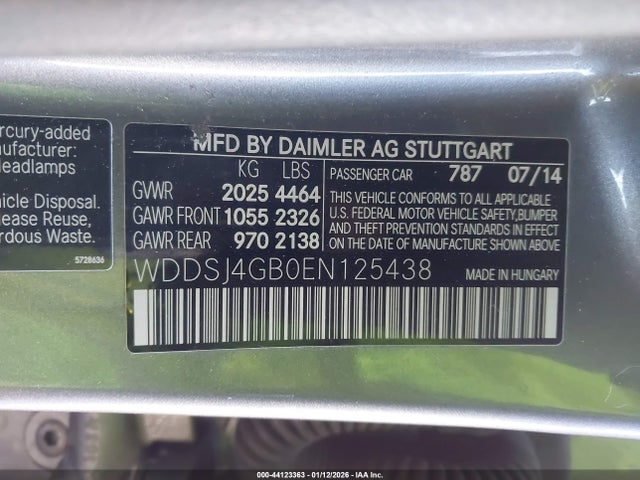 rcury-added
nufacturer:
eadlamps
hicle Disposal.
lease Reuse,
rdous Waste.
5728636
MFD BY DAIMLER AG STUTTGART
KG LBS
GVWR 2025 4464
GAWR FRONT 1055 2326
GAWR REAR 970 2138
PASSENGER CAR 787 07/14
THIS VEHICLE CONFORMS TO ALL APPLICABLE
U.S. FEDERAL MOTOR VEHICLE SAFETY,BUMPER
AND THEFT PREVENTION STANDARDS
IN EFFECT ON THE DATE OF
MANUFACTURE SHOWN ABOVE.
WDDSJ4GB0EN125438
MADE IN HUNGARY
000-44123363 - 01/12/2026 - IAA Inc.